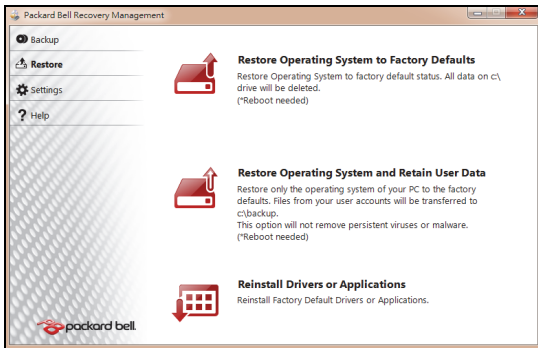 Packard Bell Recovery Management
Backup
Restore
Settings
? Help
Restore Operating System to Factory Defaults
Restore Operating System to factory default status. All data on c:\
drive will be deleted.
(*Reboot needed)
Restore Operating System and Retain User Data
Restore only the operating system of your PC to the factory
defaults. Files from your user accounts will be transferred to
c:\backup.
This option will not remove persistent viruses or malware.
(*Reboot needed)
Reinstall Drivers or Applications
Reinstall Factory Default Drivers or Applications.
packard bell.